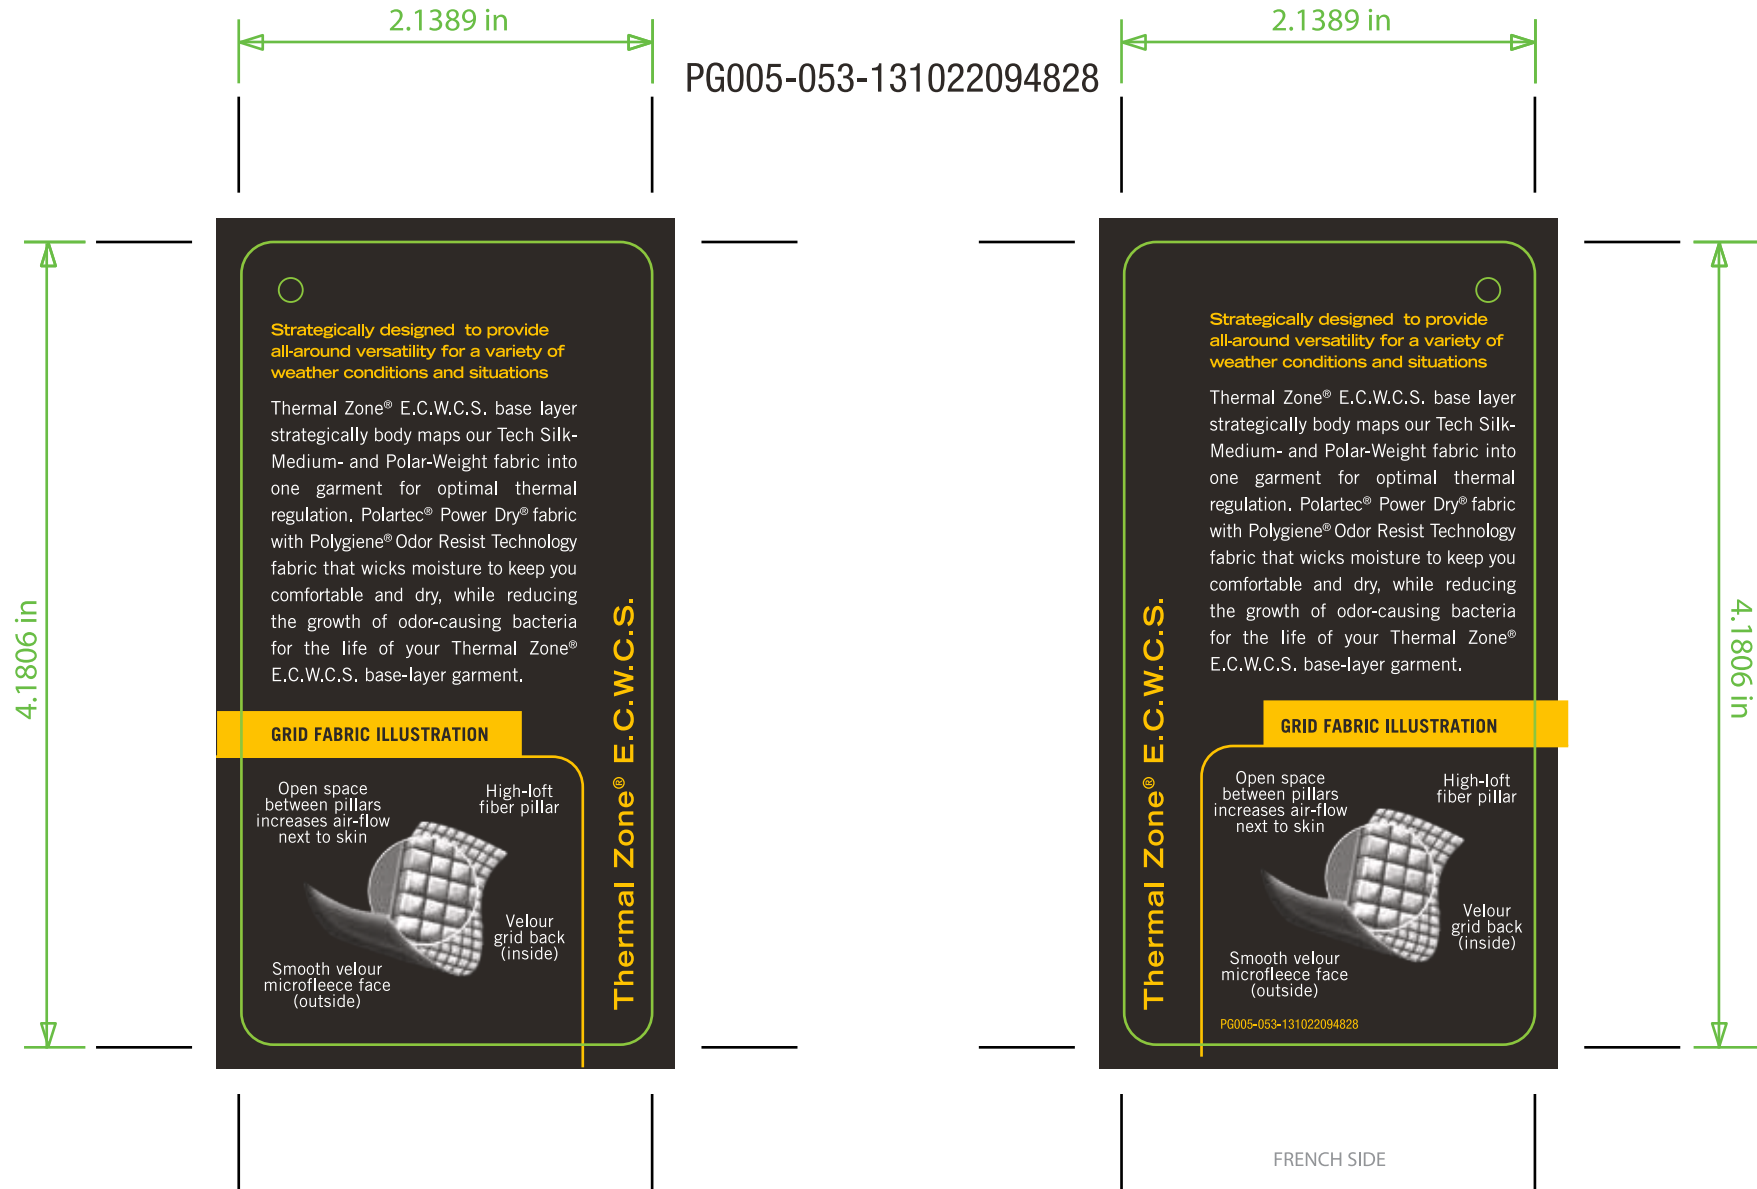 2.1389 in
2.1389 in
PG005-053-131022094828
4.1806 in
Strategically designed to provide
all-around versatility for a variety of
weather conditions and situations
Thermal Zone® E.C.W.C.S. base layer
strategically body maps our Tech Silk-
Medium- and Polar-Weight fabric into
one garment for optimal thermal
regulation. Polartec® Power Dry® fabric
with Polygiene® Odor Resist Technology
fabric that wicks moisture to keep you
comfortable and dry, while reducing
the growth of odor-causing bacteria
for the life of your Thermal Zone®
E.C.W.C.S. base-layer garment.
Thermal Zone® E.C.W.C.S.
GRID FABRIC ILLUSTRATION
Open space
between pillars
increases air-flow
next to skin
High-loft
fiber pillar
Velour
grid back
(inside)
Smooth velour
microfleece face
(outside)
Strategically designed to provide
all-around versatility for a variety of
weather conditions and situations
Thermal Zone® E.C.W.C.S. base layer
strategically body maps our Tech Silk-
Medium- and Polar-Weight fabric into
one garment for optimal thermal
regulation. Polartec® Power Dry® fabric
with Polygiene® Odor Resist Technology
fabric that wicks moisture to keep you
comfortable and dry, while reducing
the growth of odor-causing bacteria
for the life of your Thermal Zone®
E.C.W.C.S. base-layer garment.
Thermal Zone® E.C.W.C.S.
GRID FABRIC ILLUSTRATION
Open space
between pillars
increases air-flow
next to skin
High-loft
fiber pillar
Velour
grid back
(inside)
Smooth velour
microfleece face
(outside)
PG005-053-131022094828
4.1806 in
FRENCH SIDE